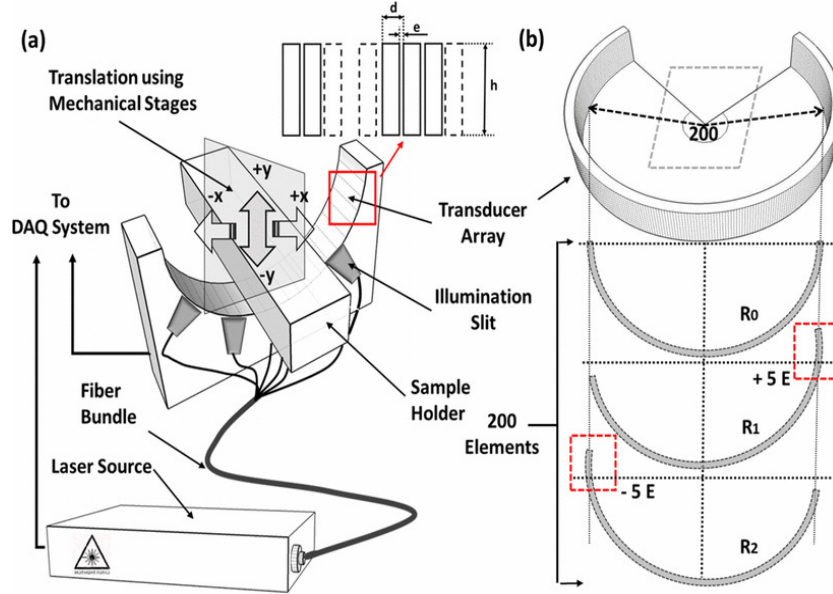 (a)
d
e
h
Translation using
Mechanical Stages
+y
-x
+x
-y
To
DAQ System
Transducer
Array
Illumination
Slit
Sample
Holder
Fiber
Bundle
Laser Source
(b)
200
R0
+ 5 E
200
Elements
R1
- 5 E
R2